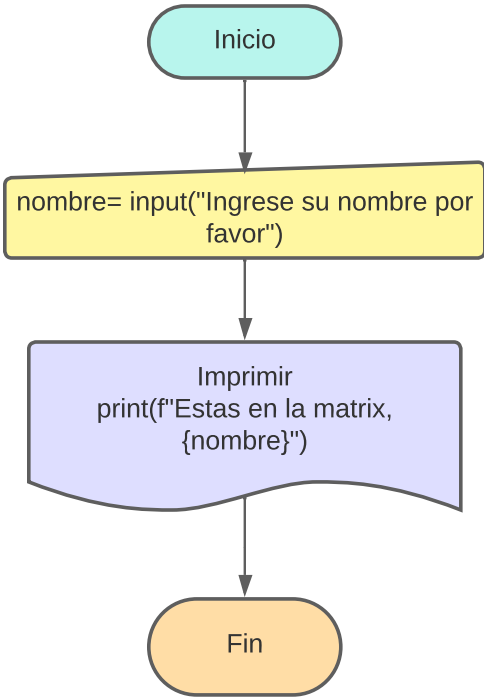 Inicio
nombre= input("Ingrese su nombre por
favor")
Imprimir
print(f"Estas en la matrix,
{nombre}")
Fin